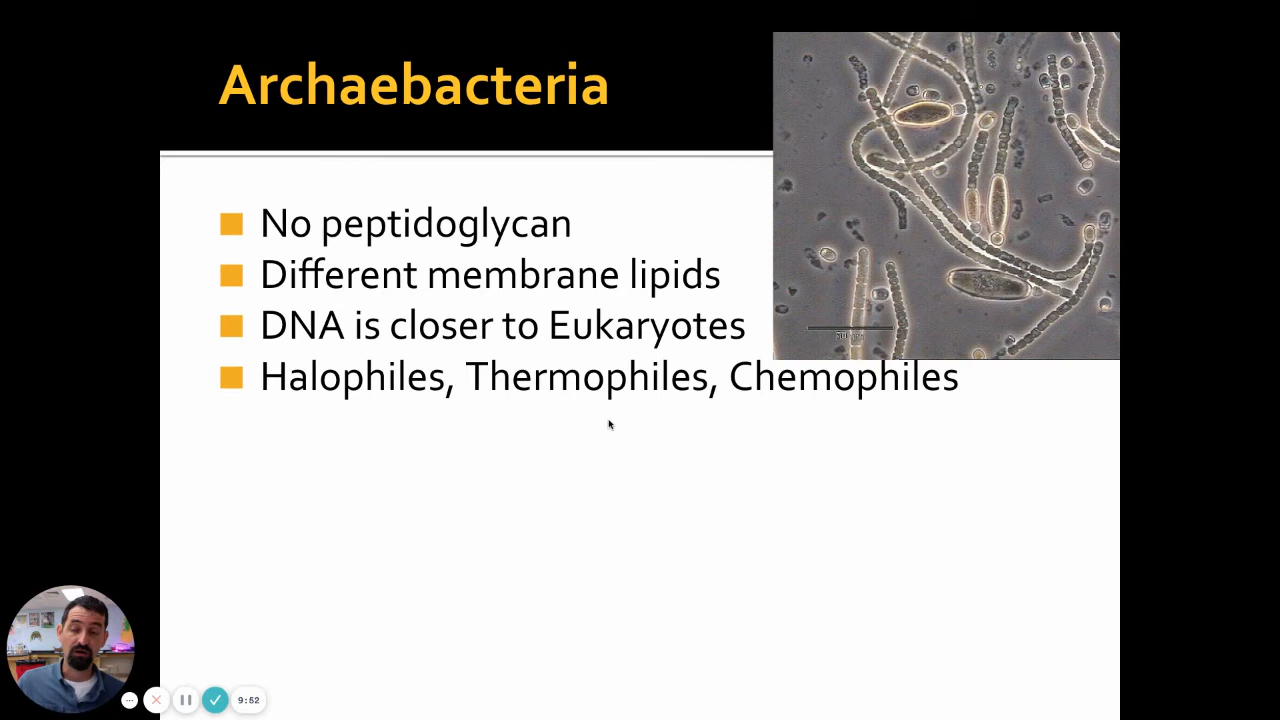 Archaebacteria
No peptidoglycan
Different membrane lipids
DNA is closer to Eukaryotes
Halophiles, Thermophiles, Chemophiles
9:52